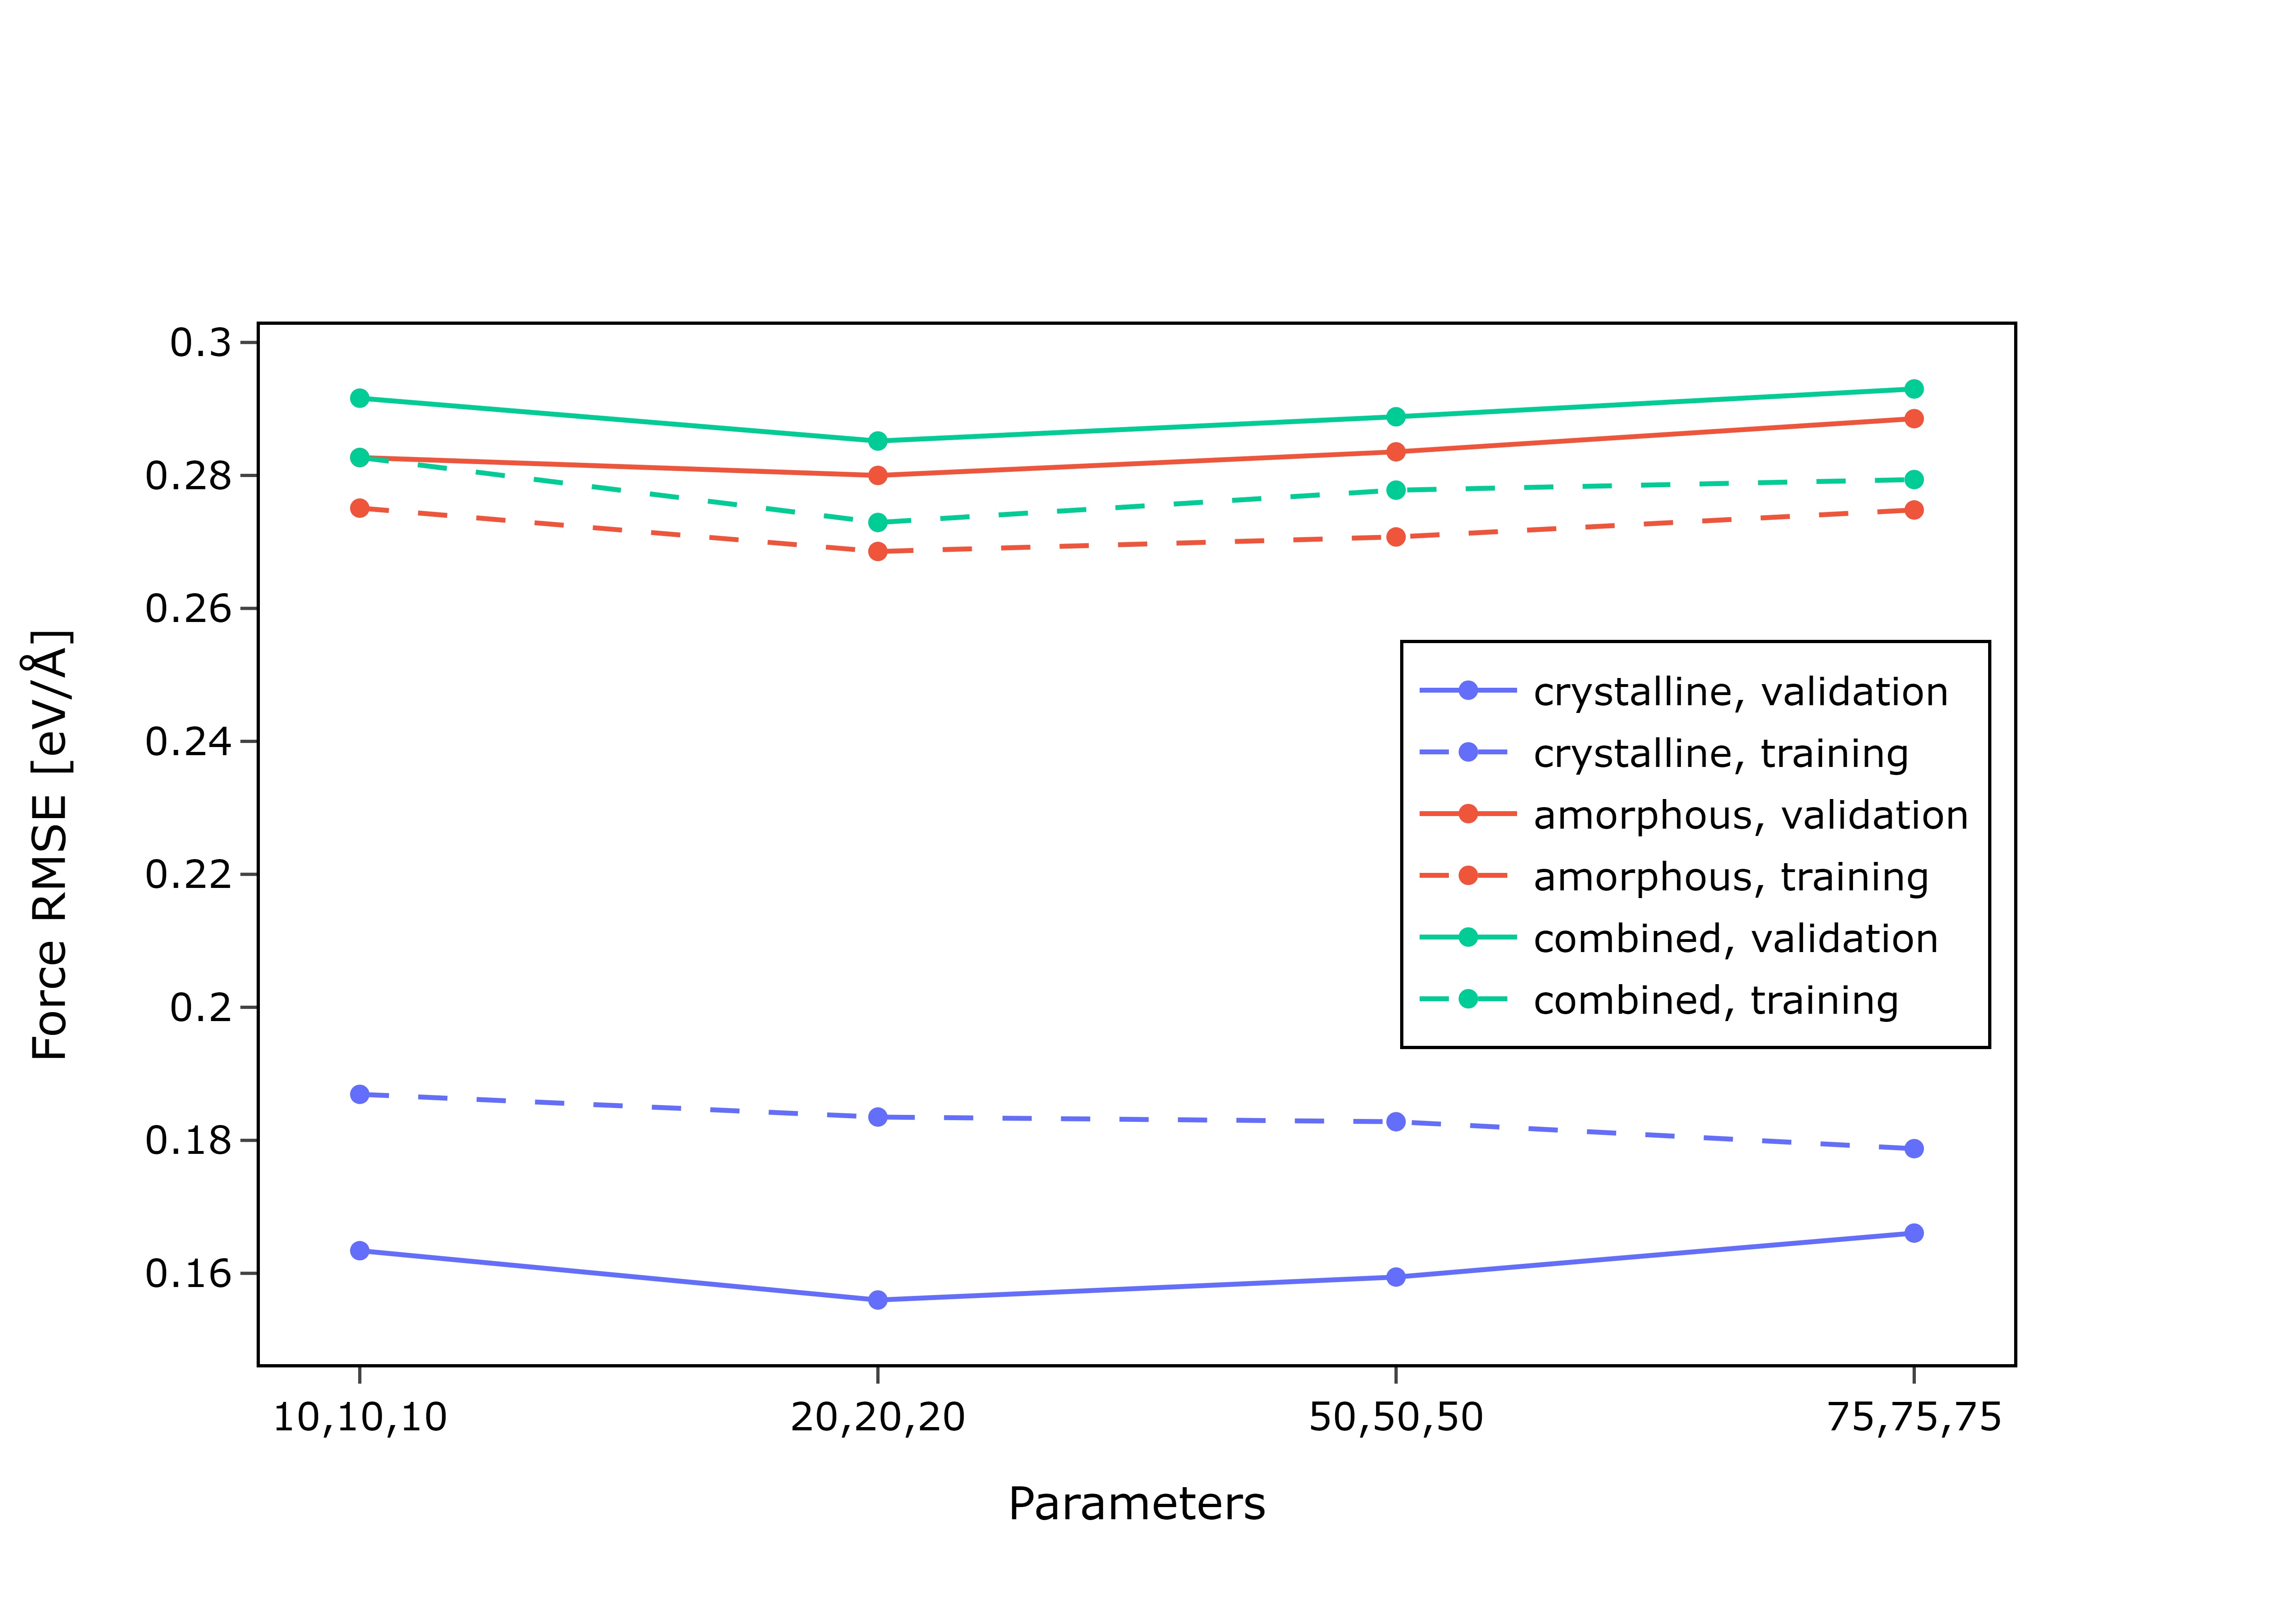 0.3
0.28
0.26
0.24
0.22
0.2
0.18
0.16
Force RMSE [eV/Å]
crystalline, validation
crystalline, training
amorphous, validation
amorphous, training
combined, validation
combined, training
10,10,10
20,20,20
50,50,50
75,75,75
Parameters